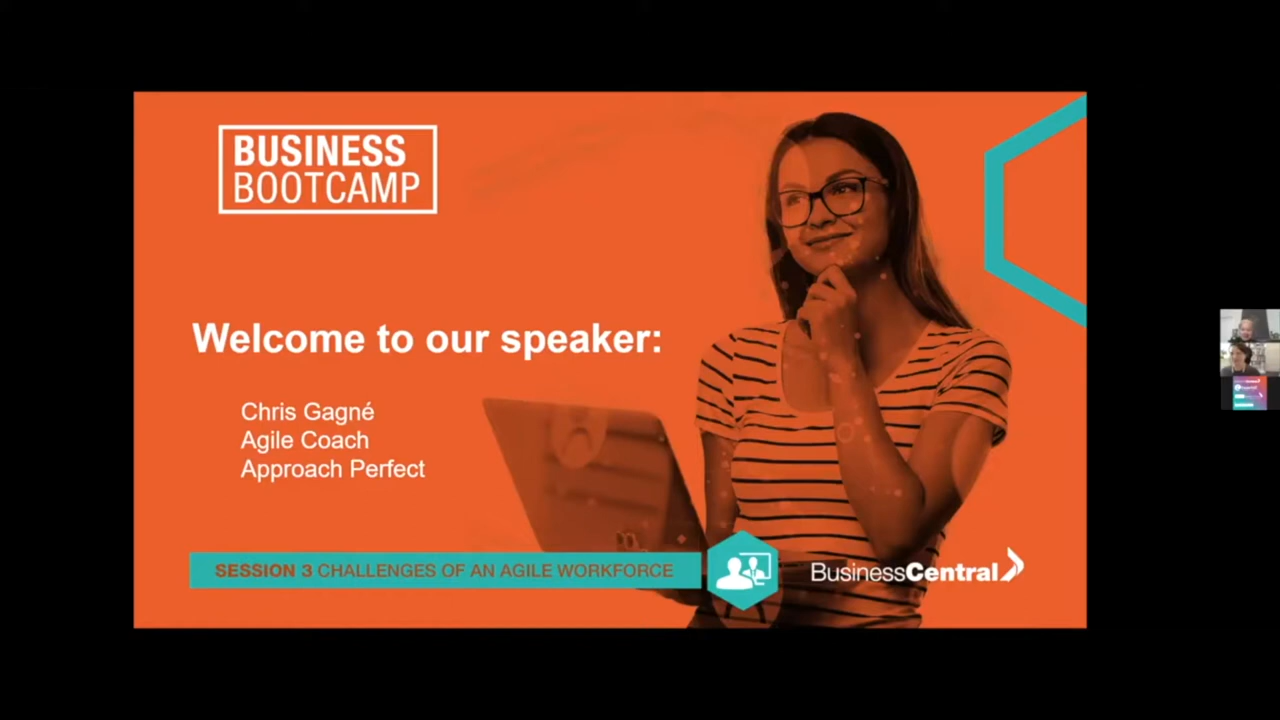 BUSINESS
BOOTCAMP
Welcome to our speaker:
Chris Gagné
Agile Coach
Approach Perfect
SESSION 3 CHALLENGES OF AN AGILE WORKFORCE
BusinessCentral